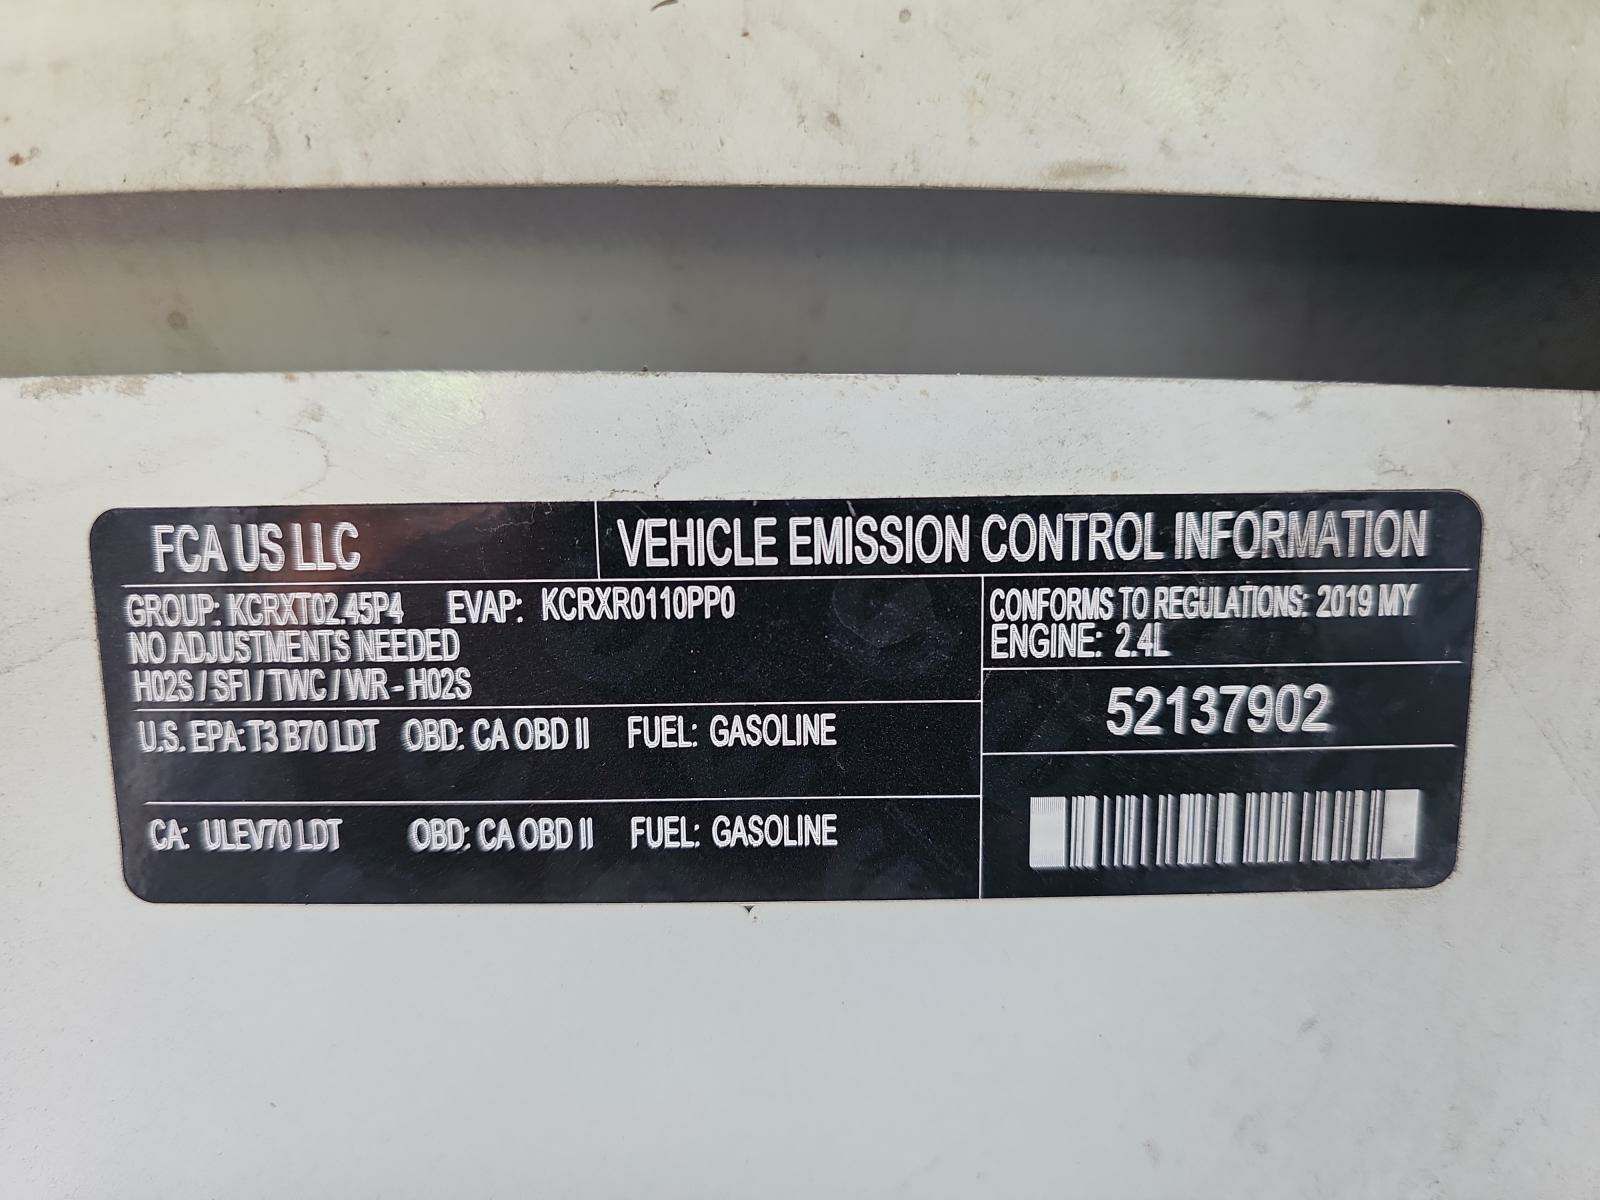 FCA US LLC VEHICLE EMISSION CONTROL INFORMATION
GROUP: KCRXT02.45P4 EVAP: KCRXR0110PP0
NO ADJUSTMENTS NEEDED
H02S / SFI / TWC / WR - H02S
U.S. EPA: T3 B70 LDT OBD: CA OBD II FUEL: GASOLINE
CA: ULEV70 LDT OBD: CA OBD II FUEL: GASOLINE
CONFORMS TO REGULATIONS: 2019 MY
ENGINE: 2.4L
52137902